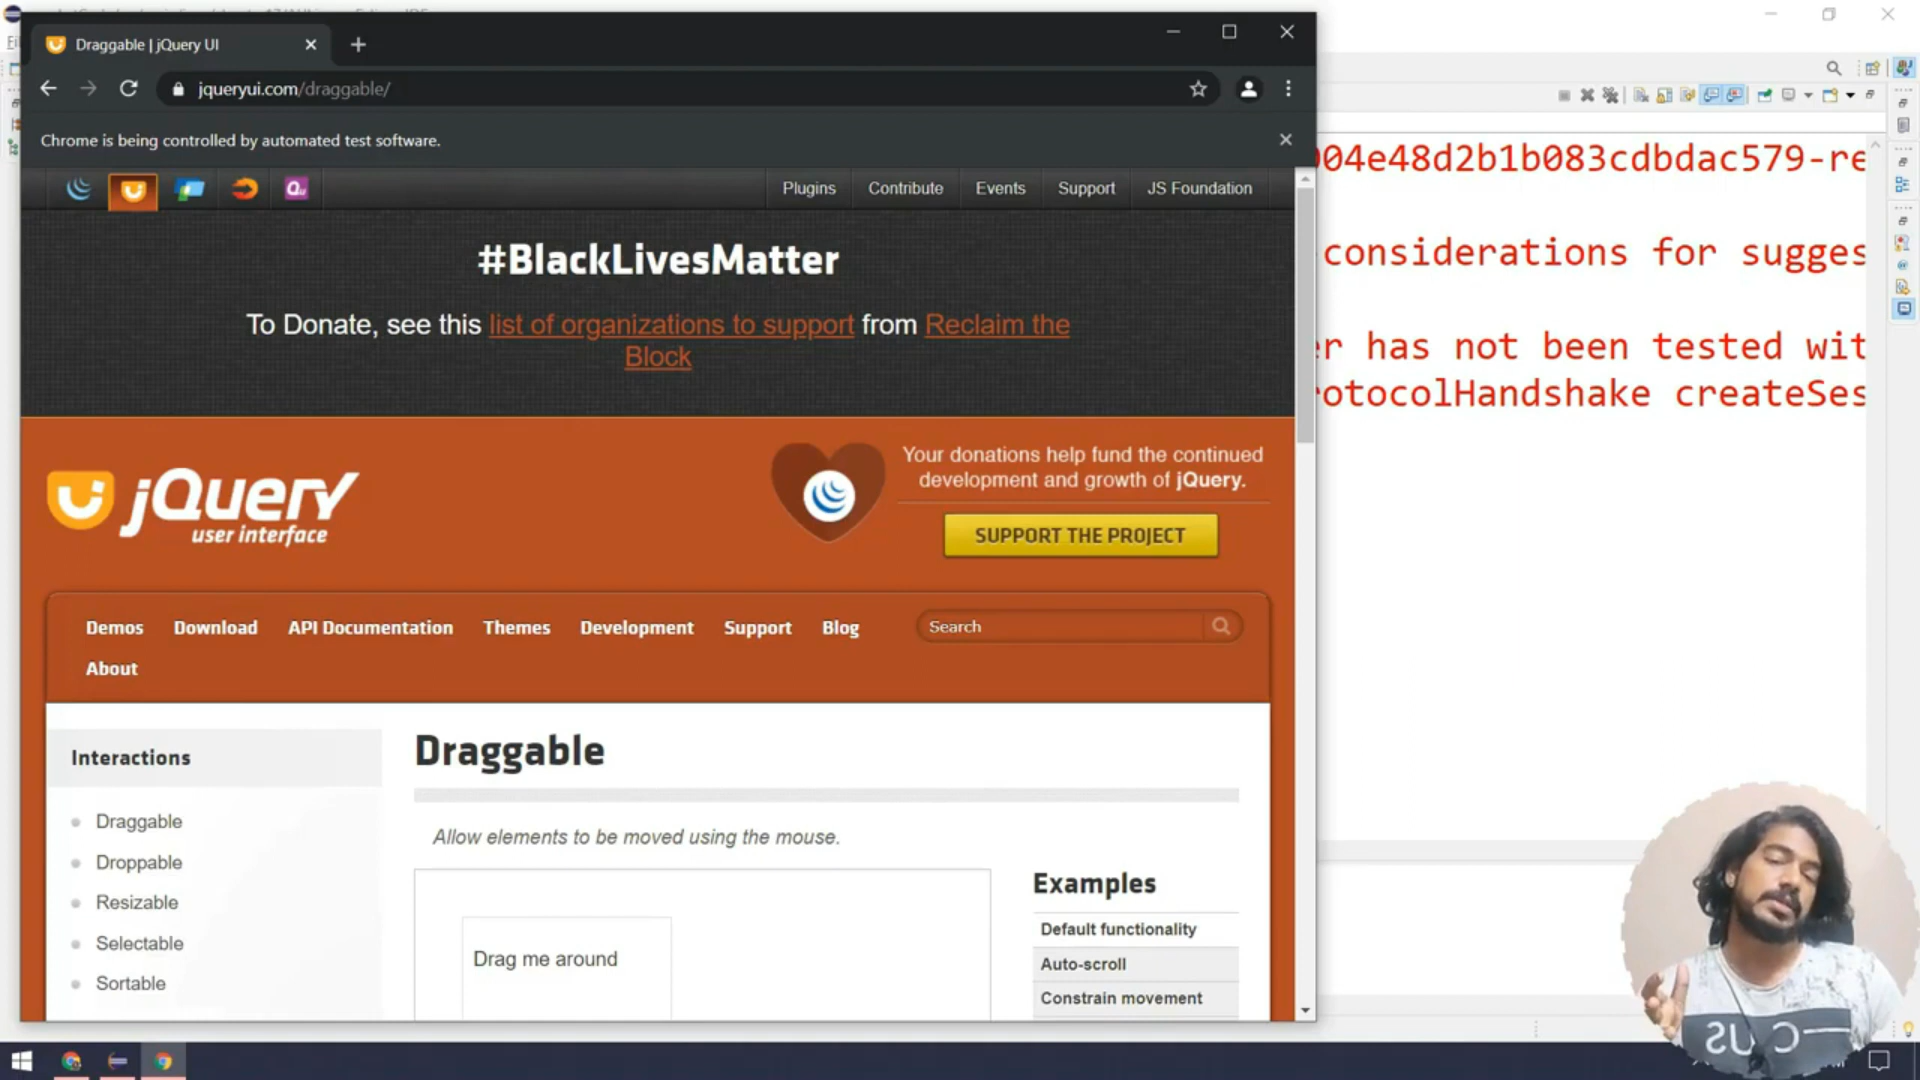 Draggable | jQuery UI
jqueryui.com/draggable/
Chrome is being controlled by automated test software.
Plugins
Contribute
Events
Support
JS Foundation
#BlackLivesMatter
To Donate, see this list of organizations to support from Reclaim the
Block
jQuery
user interface
Your donations help fund the continued
development and growth of jQuery.
SUPPORT THE PROJECT
Demos
Download
API Documentation
Themes
Development
Support
Blog
Search
About
Interactions
Draggable
Droppable
Resizable
Selectable
Sortable
Draggable
Allow elements to be moved using the mouse.
Drag me around
Examples
Default functionality
Auto-scroll
Constrain movement
04e48d2b1b083cdbdac579-re
considerations for sugges
r has not been tested wit
otocolHandshake createSes